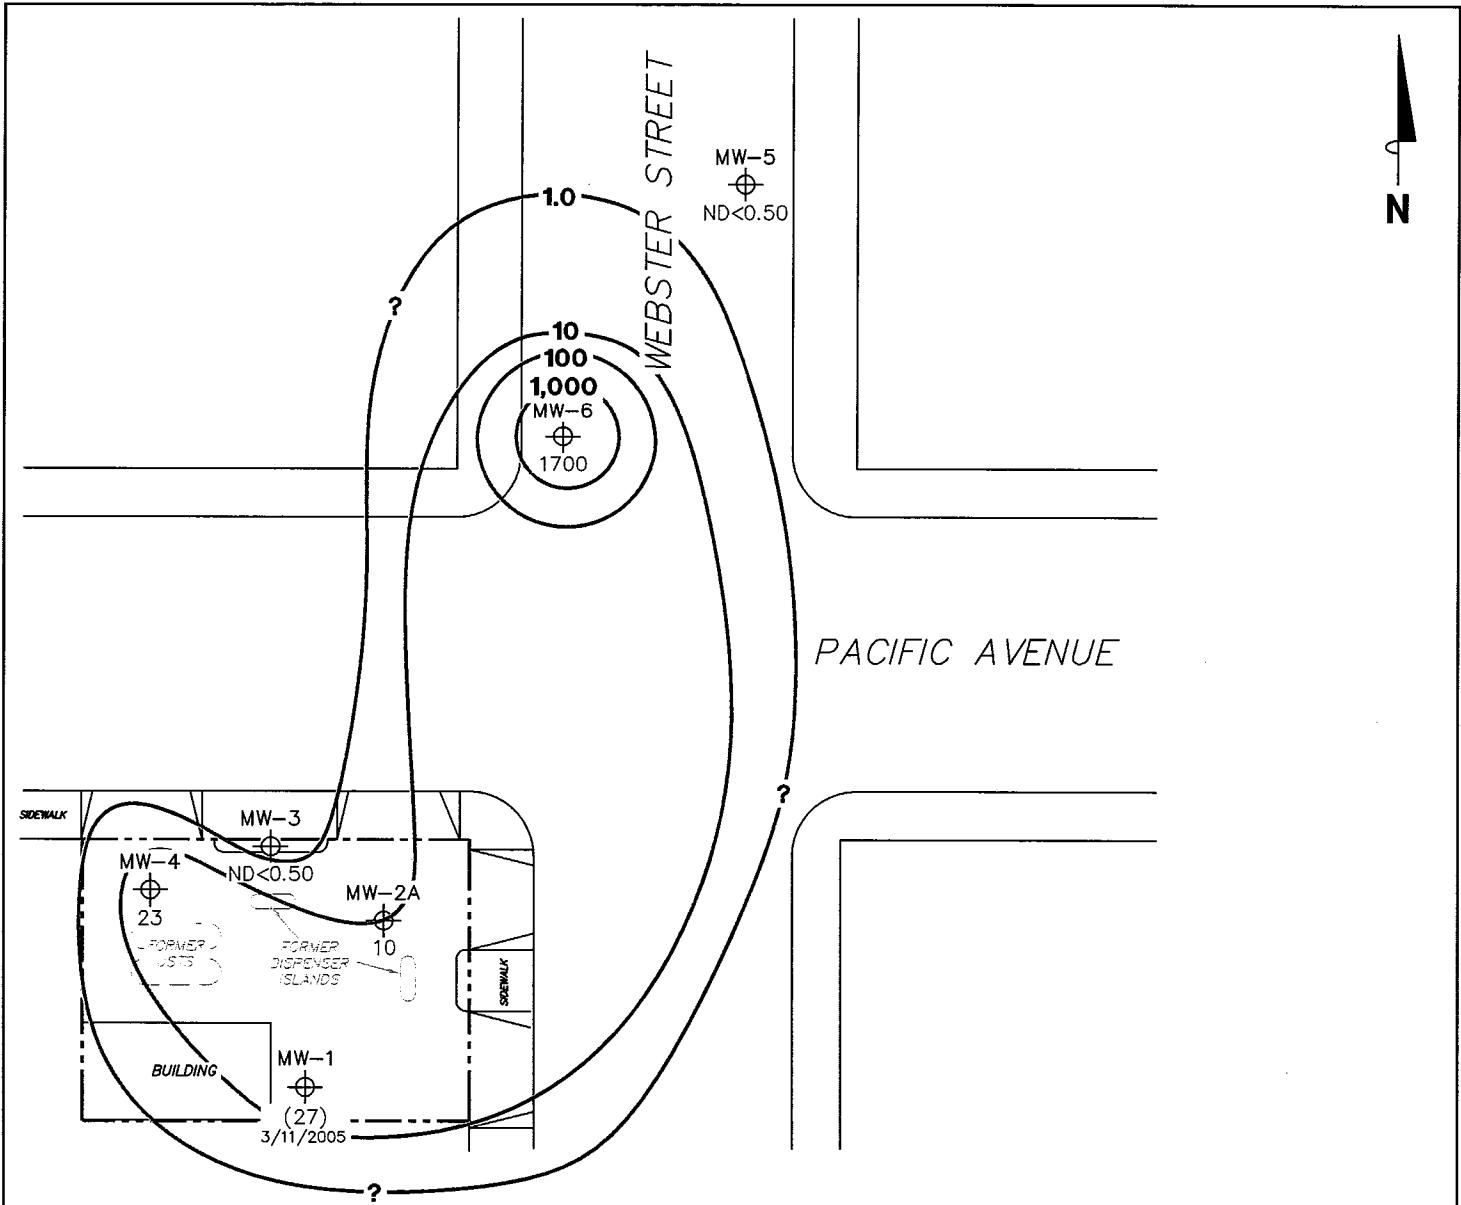 WEBSTER STREET
MW-5
ND<0.50
N
1.0
?
10
100
1,000
MW-6
1700
PACIFIC AVENUE
?
SIDEWALK
MW-3
MW-4
ND<0.50
MW-2A
23
10
FORMER
USTS
FORMER
DISPENSER
ISLANDS
SIDEWALK
BUILDING
MW-1
(27)
3/11/2005
?